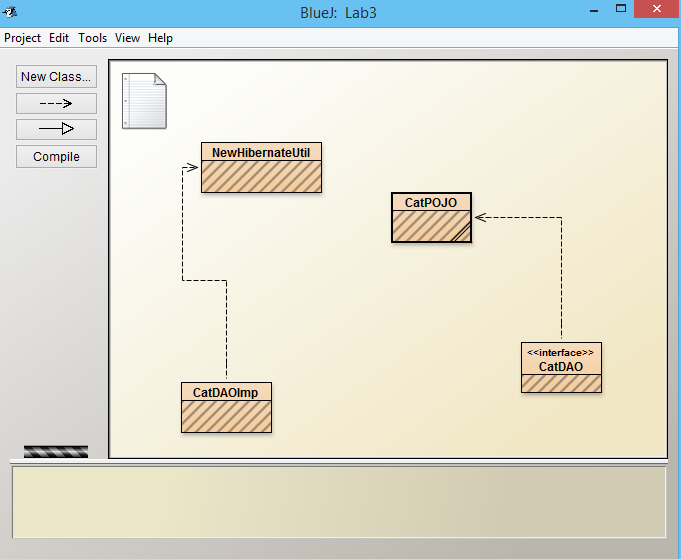 BlueJ: Lab3
Project Edit Tools View Help
New Class...
Compile
NewHibernateUtil
CatPOJO
<<interface>>
CatDAO
CatDAOImp